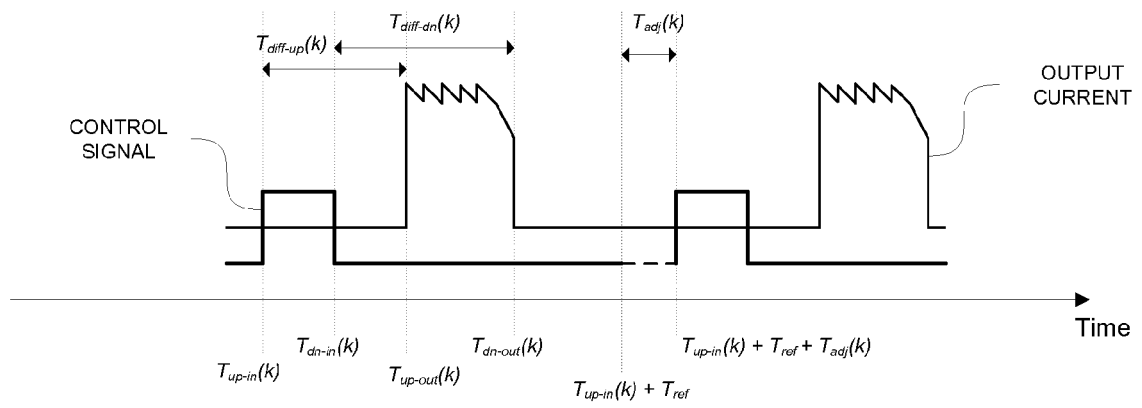 T_diff-dn(k)
T_adj(k)
T_diff-up(k)
OUTPUT
CURRENT
CONTROL
SIGNAL
Time
T_dn-in(k)
T_dn-out(k)
T_up-in(k) + T_ref + T_adj(k)
T_up-in(k)
T_up-out(k)
T_up-in(k) + T_ref